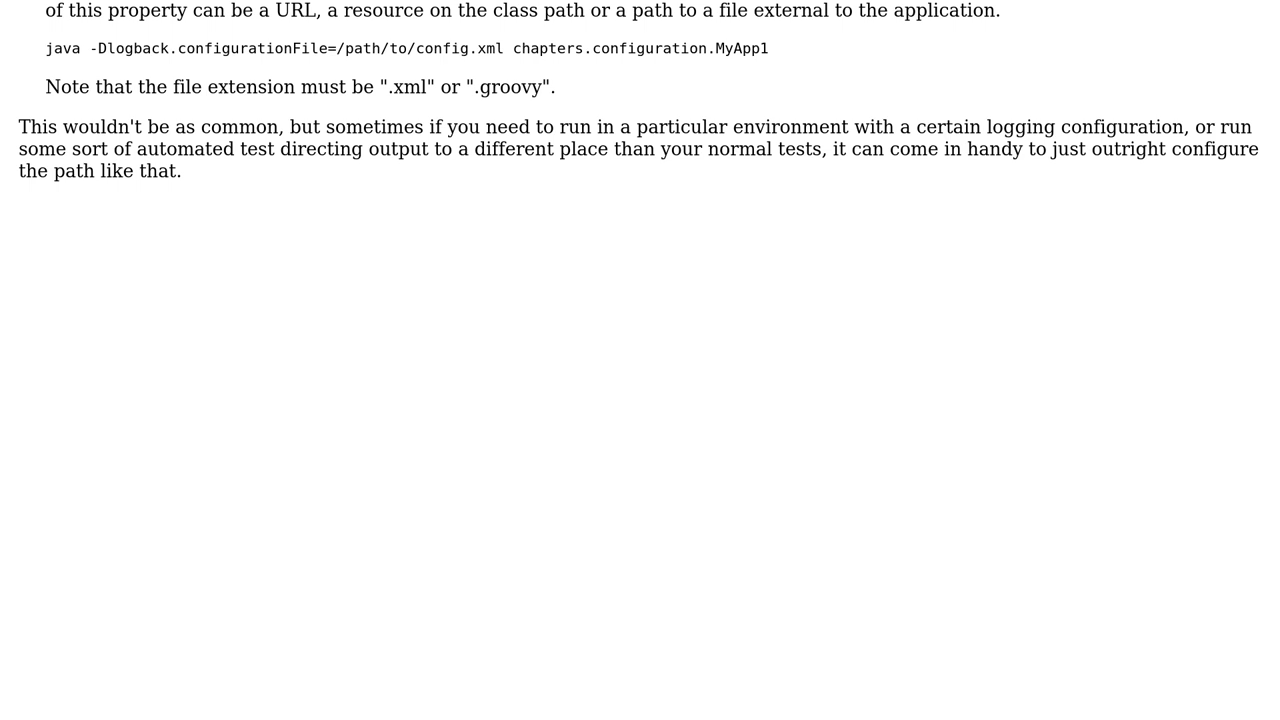 of this property can be a URL, a resource on the class path or a path to a file external to the application.
java -Dlogback.configurationFile=/path/to/config.xml chapters.configuration.MyApp1
Note that the file extension must be ".xml" or ".groovy".
This wouldn't be as common, but sometimes if you need to run in a particular environment with a certain logging configuration, or run
some sort of automated test directing output to a different place than your normal tests, it can come in handy to just outright configure
the path like that.